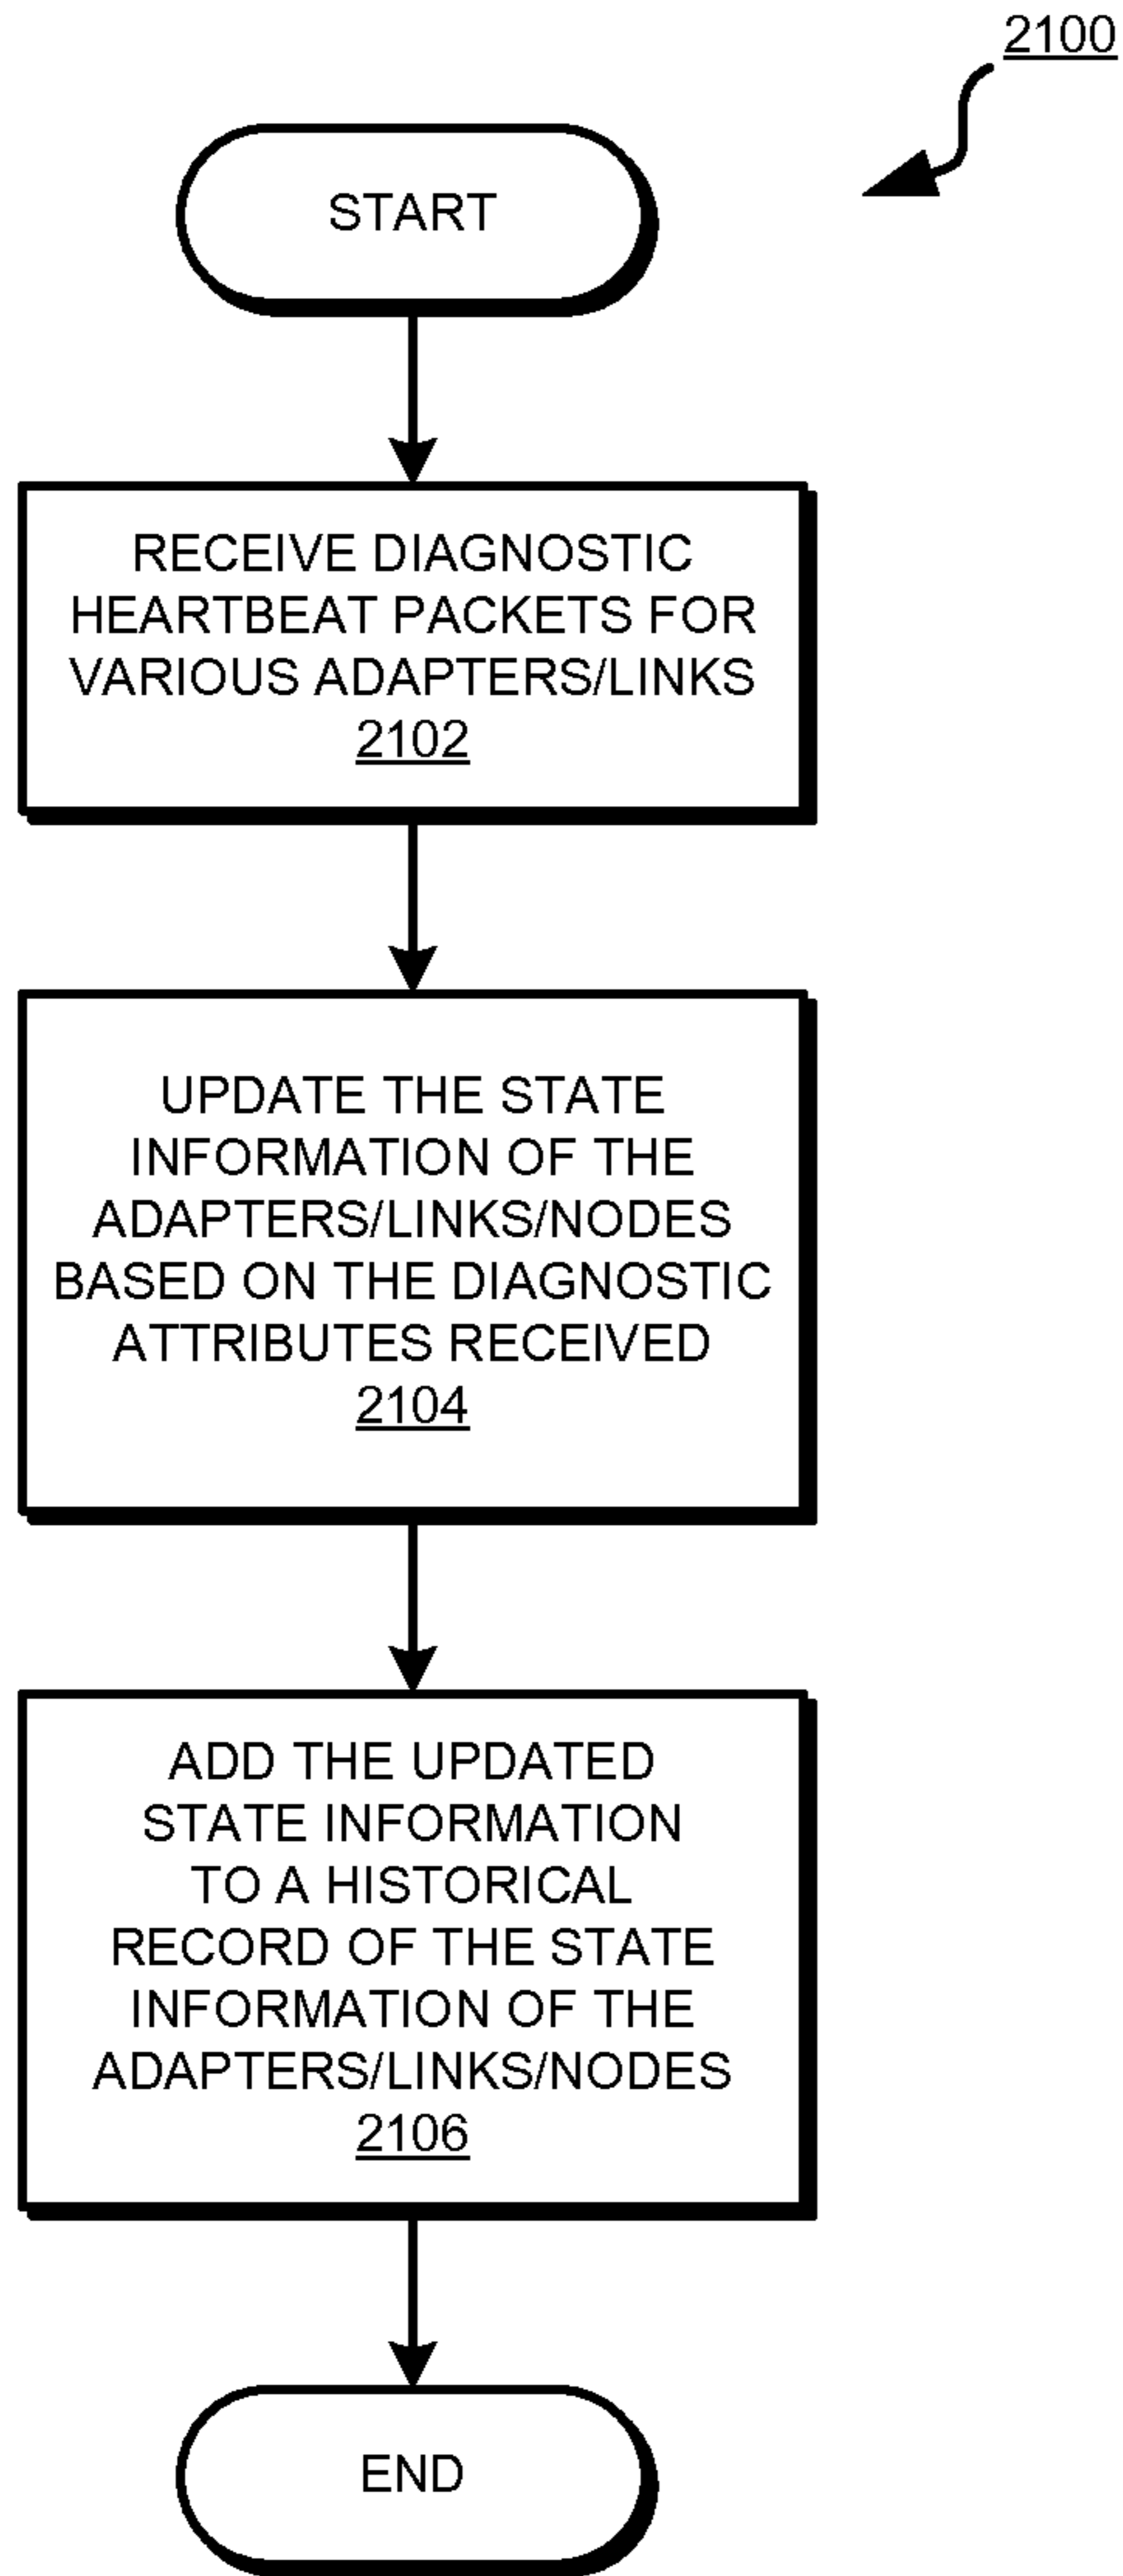 2100
START
RECEIVE DIAGNOSTIC
HEARTBEAT PACKETS FOR
VARIOUS ADAPTERS/LINKS
2102
UPDATE THE STATE
INFORMATION OF THE
ADAPTERS/LINKS/NODES
BASED ON THE DIAGNOSTIC
ATTRIBUTES RECEIVED
2104
ADD THE UPDATED
STATE INFORMATION
TO A HISTORICAL
RECORD OF THE STATE
INFORMATION OF THE
ADAPTERS/LINKS/NODES
2106
END